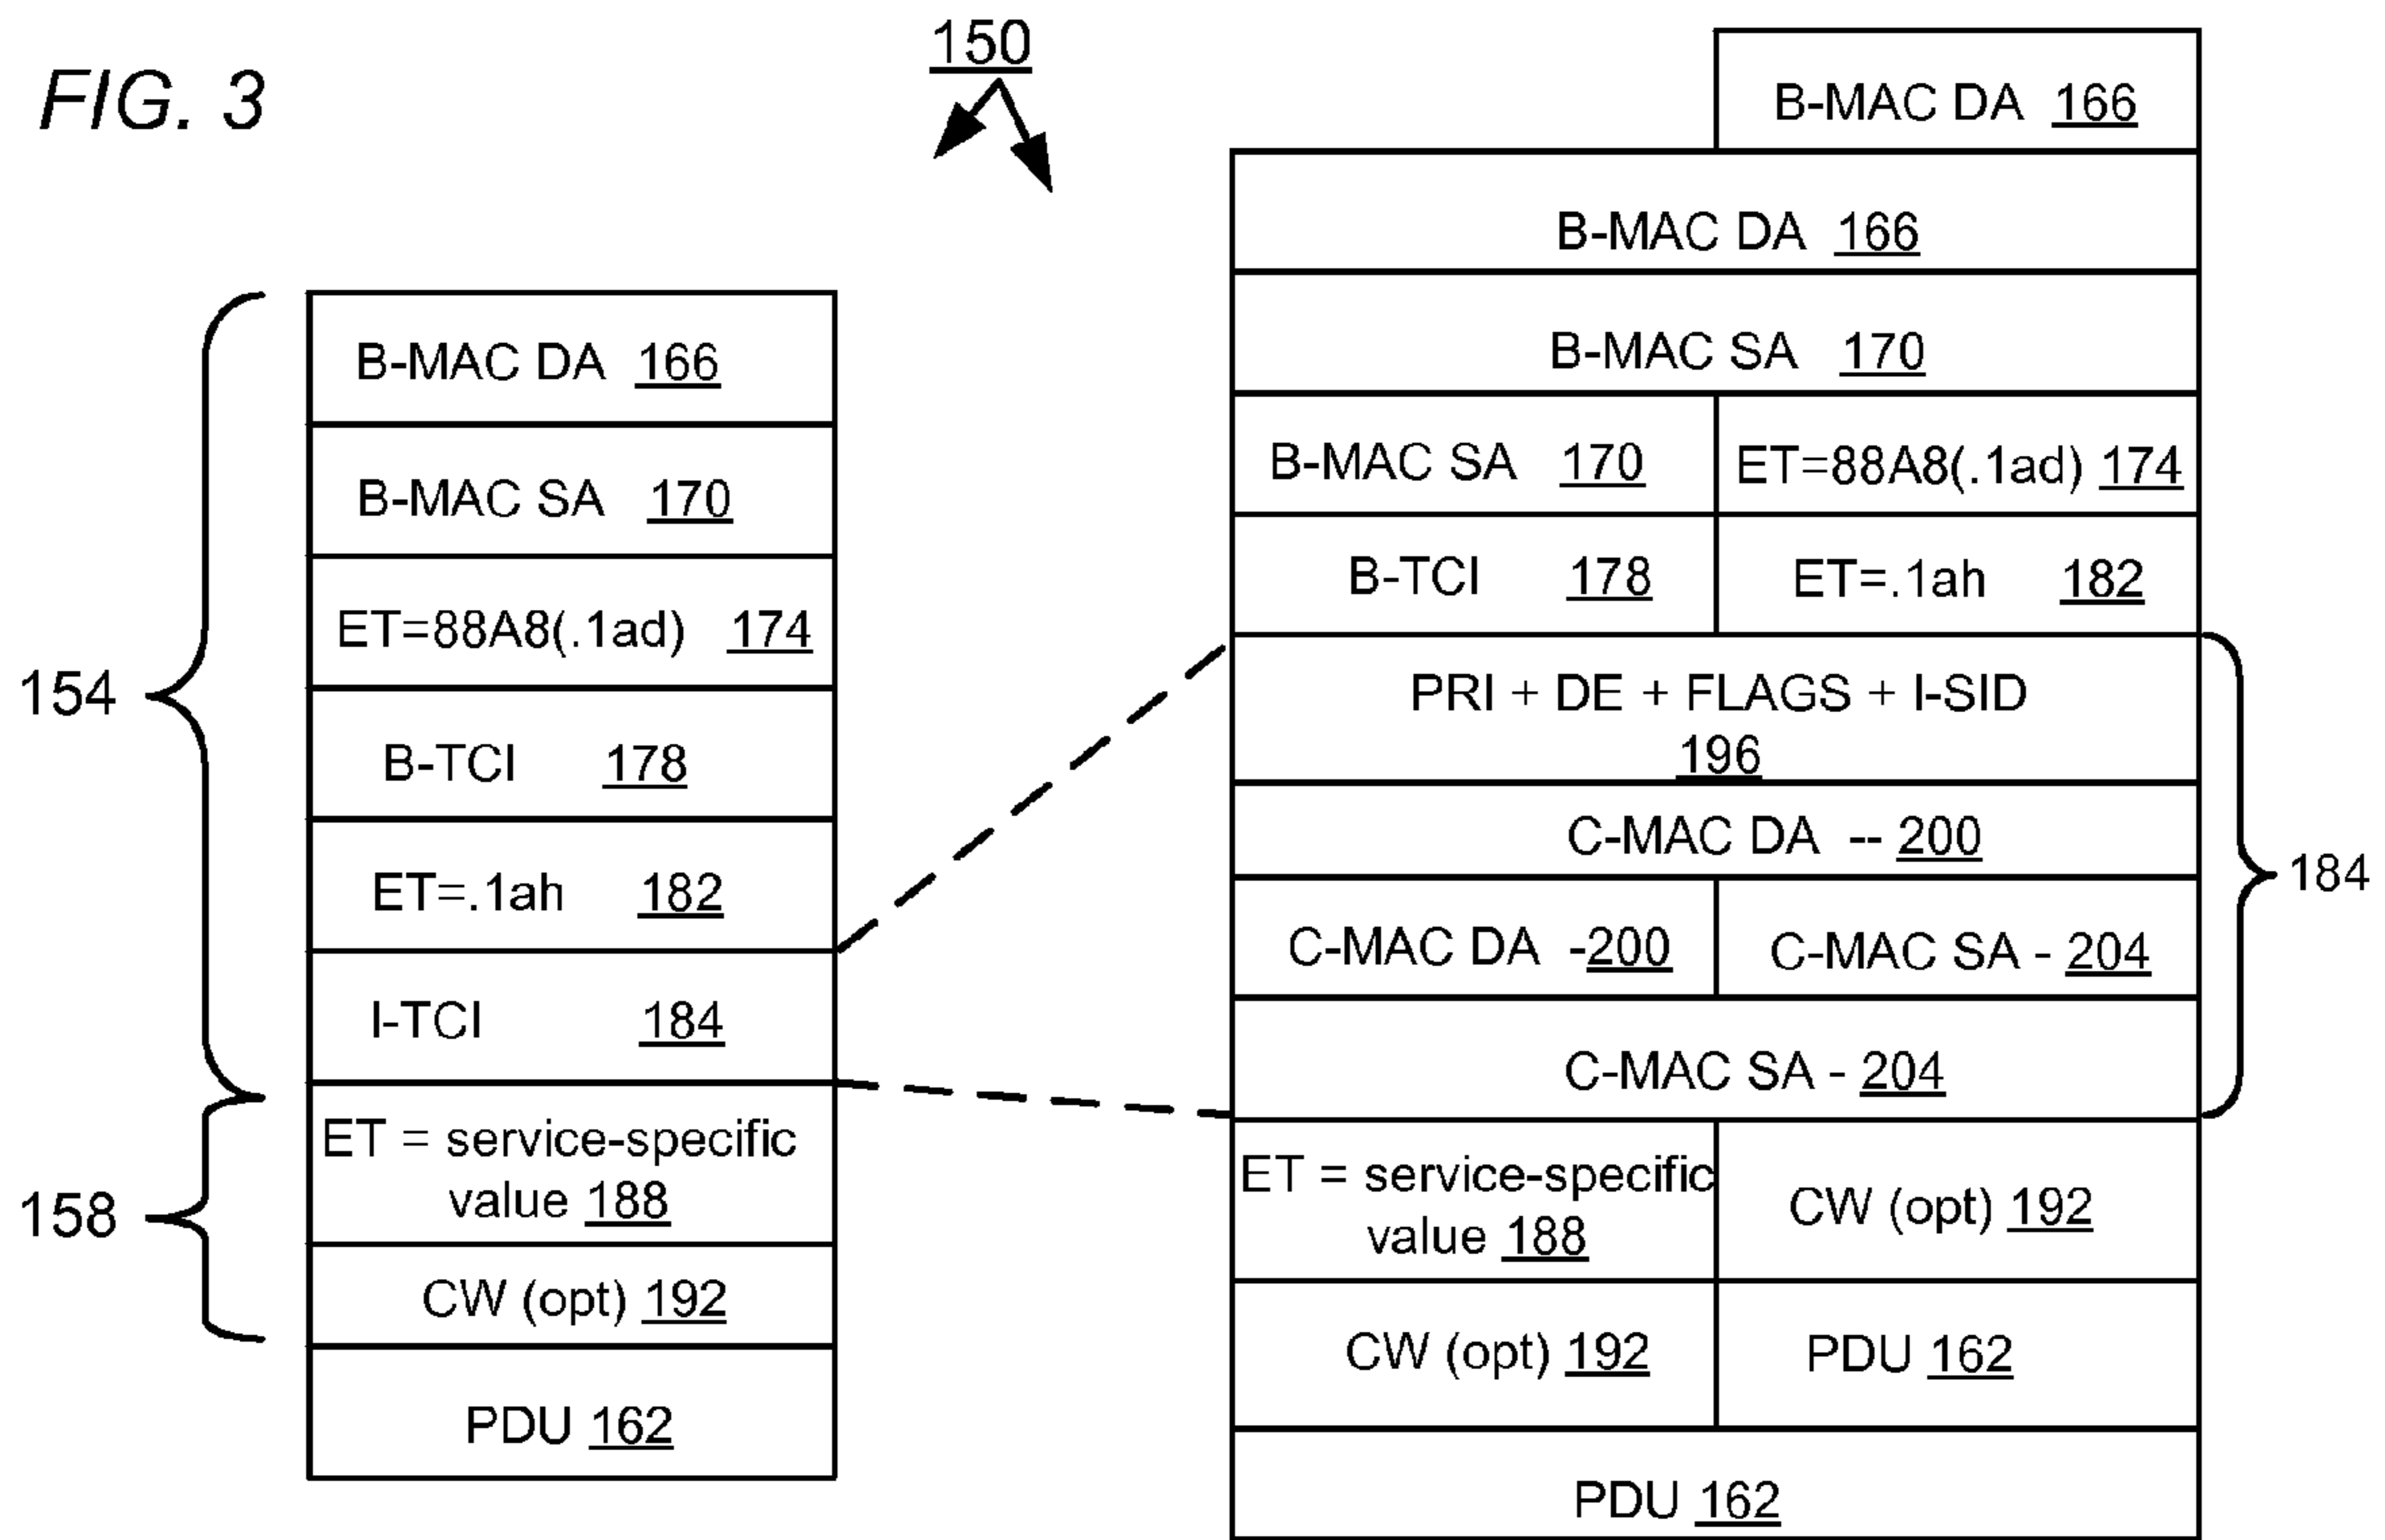 FIG. 3
150
B-MAC DA 166
B-MAC SA 170
ET=88A8(.1ad) 174
B-TCI 178
ET=.1ah 182
I-TCI 184
ET = service-specific
value 188
CW (opt) 192
PDU 162
154
158
B-MAC DA 166
B-MAC DA 166
B-MAC SA 170
B-MAC SA 170 ET=88A8(.1ad) 174
B-TCI 178 ET=.1ah 182
PRI + DE + FLAGS + I-SID
196
C-MAC DA -- 200
C-MAC DA -200 C-MAC SA - 204
C-MAC SA - 204
ET = service-specific
value 188
CW (opt) 192
CW (opt) 192 PDU 162
PDU 162
184